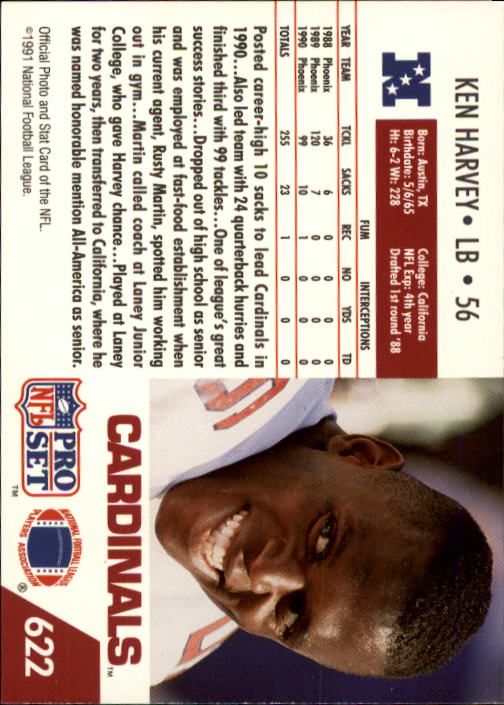 KEN HARVEY • LB • 56
N
Born: Austin, TX
Birthdate: 5/6/65
Ht: 6-2 Wt: 228
College: California
NFL Exp: 4th year
Drafted 1st round '88
FUM INTERCEPTIONS
YEAR TEAM TCKL SACKS REC NO YDS TD
1988 Phoenix 36 6 0 0 0 0
1989 Phoenix 120 7 0 0 0 0
1990 Phoenix 99 10 1 0 0 0
TOTALS 255 23 1 0 0 0
Posted career-high 10 sacks to lead Cardinals in
1990...Also led team with 24 quarterback hurries and
finished third with 99 tackles...One of league's great
success stories...Dropped out of high school as senior
and was employed at fast-food establishment when
his current agent, Rusty Martin, spotted him working
out in gym...Martin called coach at Laney Junior
College, who gave Harvey chance...Played at Laney
for two years, then transferred to California, where he
was named honorable mention All-America as senior.
Official Photo and Stat Card of the NFL.
©1991 National Football League.
CARDINALS™
PRO
NFL
SET
™
NATIONAL FOOTBALL LEAGUE
PLAYERS ASSOCIATION
®
622